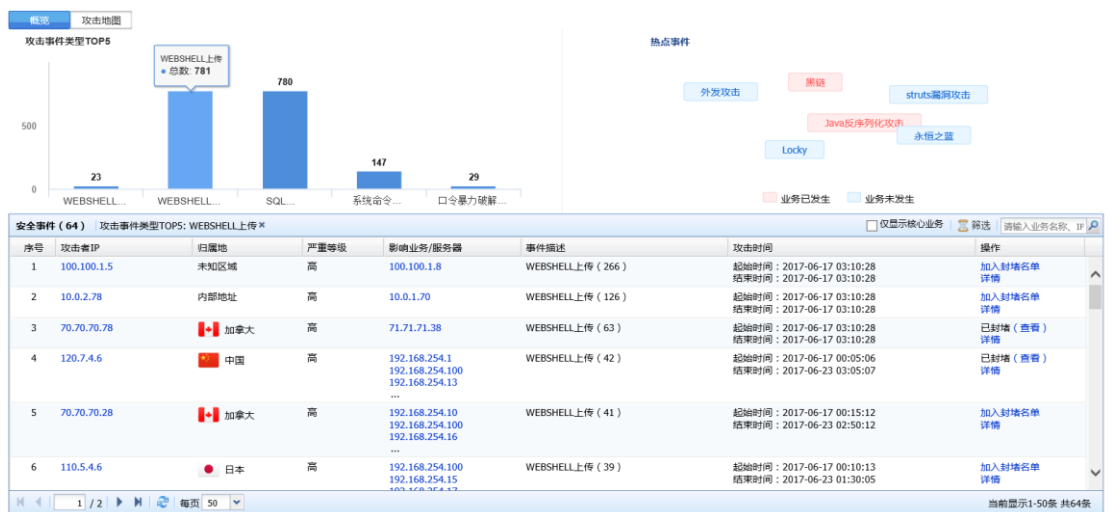 概览 攻击地图
攻击事件类型TOP5
热点事件
WEBSHELL上传
总数: 781
780
147
23
29
500
0
WEBSHELL...
WEBSHELL...
SQL...
系统命令...
口令暴力破解...
黑链
外发攻击
struts漏洞攻击
Java反序列化攻击
永恒之蓝
Locky
业务已发生 业务未发生
安全事件 ( 64 ) 攻击事件类型TOP5: WEBSHELL上传 × 仅显示核心业务 筛选 请输入业务名称、IP
序号 攻击者IP 归属地 严重等级 影响业务/服务器 事件描述 攻击时间 操作
1 100.100.1.5 未知区域 高 100.100.1.8 WEBSHELL上传 ( 266 ) 起始时间 : 2017-06-17 03:10:28 加入封堵名单
结束时间 : 2017-06-17 03:10:28 详情
2 10.0.2.78 内部地址 高 10.0.1.70 WEBSHELL上传 ( 126 ) 起始时间 : 2017-06-17 03:10:28 加入封堵名单
结束时间 : 2017-06-17 03:10:28 详情
3 70.70.70.78 加拿大 高 71.71.71.38 WEBSHELL上传 ( 63 ) 起始时间 : 2017-06-17 03:10:28 已封堵 ( 查看 )
结束时间 : 2017-06-17 03:10:28 详情
4 120.7.4.6 中国 高 192.168.254.1 WEBSHELL上传 ( 42 ) 起始时间 : 2017-06-17 00:05:06 已封堵 ( 查看 )
192.168.254.100 结束时间 : 2017-06-23 03:05:07 详情
192.168.254.13
...
5 70.70.70.28 加拿大 高 192.168.254.10 WEBSHELL上传 ( 41 ) 起始时间 : 2017-06-17 00:15:12 加入封堵名单
192.168.254.100 结束时间 : 2017-06-23 02:50:12 详情
192.168.254.16
...
6 110.5.4.6 日本 高 192.168.254.100 WEBSHELL上传 ( 39 ) 起始时间 : 2017-06-17 00:10:13 加入封堵名单
192.168.254.15 结束时间 : 2017-06-23 01:30:05 详情
1 / 2 每页 50 当前显示1-50条 共64条